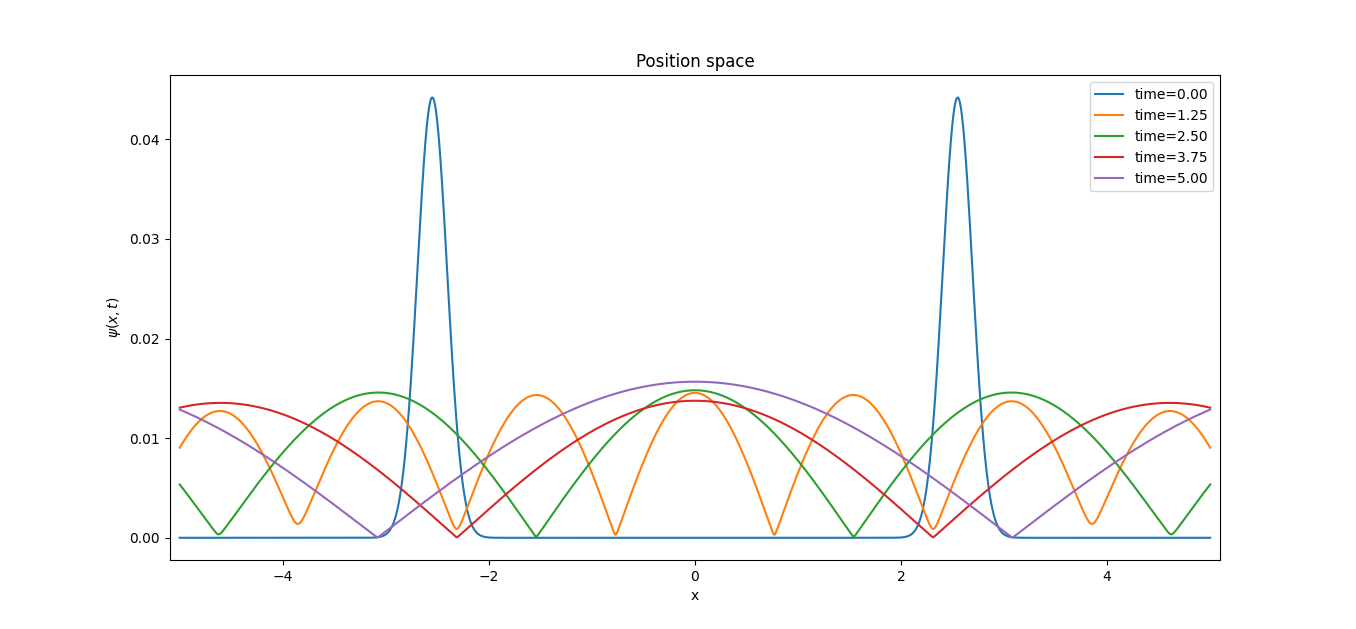 Position space
time=0.00
time=1.25
time=2.50
time=3.75
time=5.00
0.04
0.03
0.02
0.01
0.00
ψ(x, t)
−4 −2 0 2 4
x